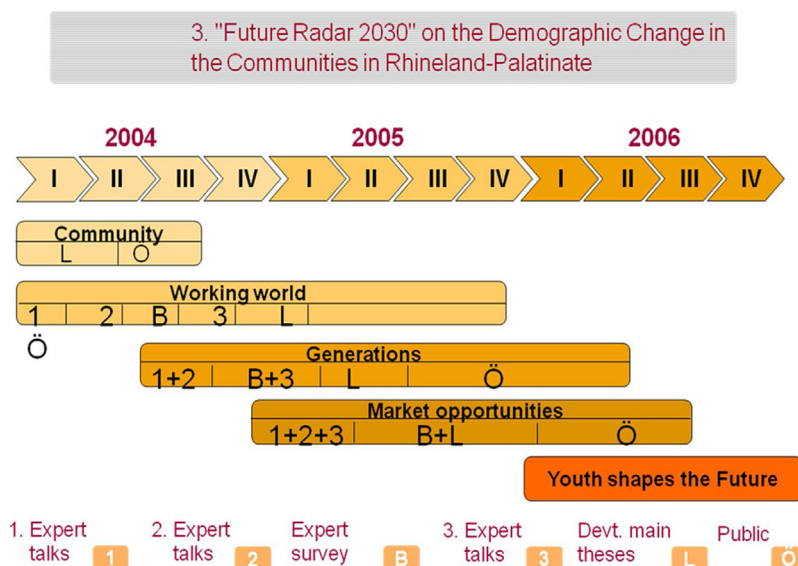 3. "Future Radar 2030" on the Demographic Change in
the Communities in Rhineland-Palatinate
2004 2005 2006
I II III IV I II III IV I II III IV
Community
L Ö
Working world
1 2 B 3 L
Ö
Generations
1+2 B+3 L Ö
Market opportunities
1+2+3 B+L Ö
Youth shapes the Future
1. Expert 2. Expert Expert 3. Expert Devt. main Public
talks 1 talks 2 survey B talks 3 theses L Ö